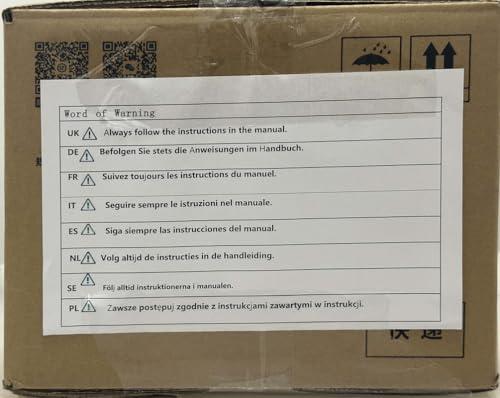 Word of Warning
UK Always follow the instructions in the manual.
DE Befolgen Sie stets die Anweisungen im Handbuch.
FR Suivez toujours les instructions du manuel.
IT Seguire sempre le istruzioni nel manuale.
ES Siga siempre las instrucciones del manual.
NL Volg altijd de instructies in de handleiding.
SE Följ alltid instruktionerna i manualen.
PL Zawsze postępuj zgodnie z instrukcjami zawartymi w instrukcji.
快递